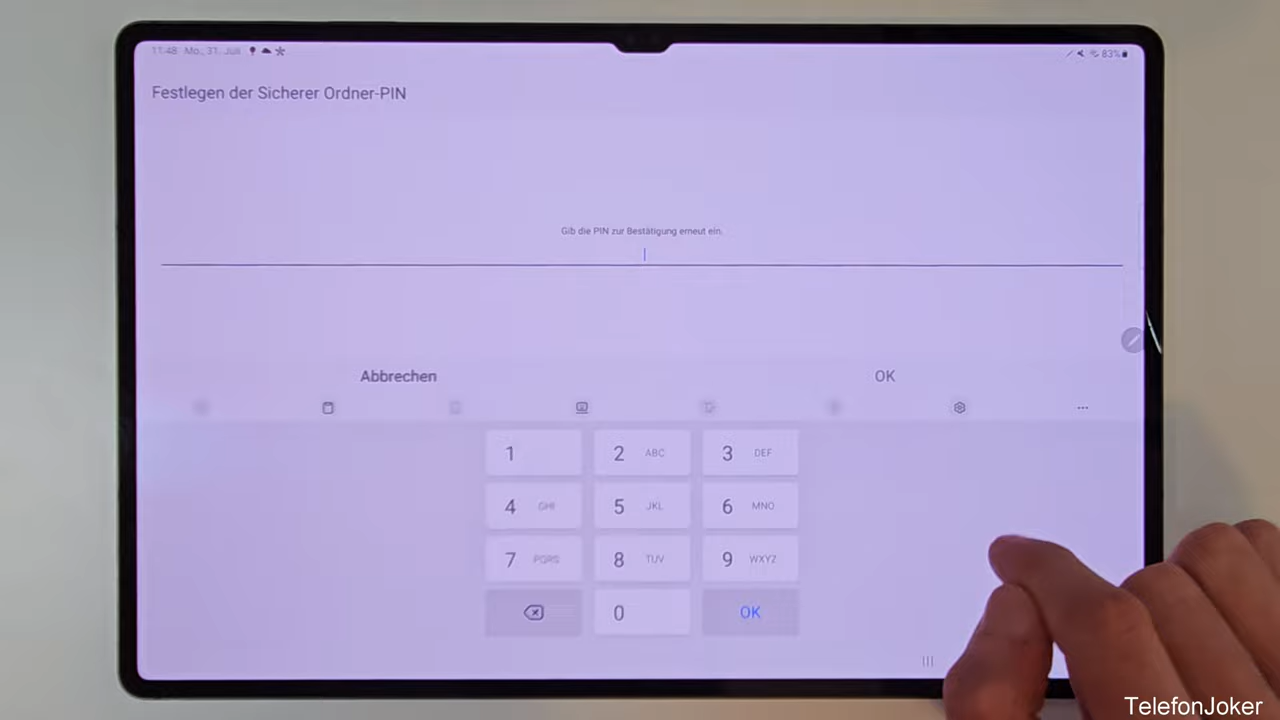 11:48 Mo., 31. Juli
83%
Festlegen der Sicherer Ordner-PIN
Gib die PIN zur Bestätigung erneut ein.
Abbrechen
OK
1
2 ABC
3 DEF
4 GHI
5 JKL
6 MNO
7 PQRS
8 TUV
9 WXYZ
0
OK
TelefonJoker